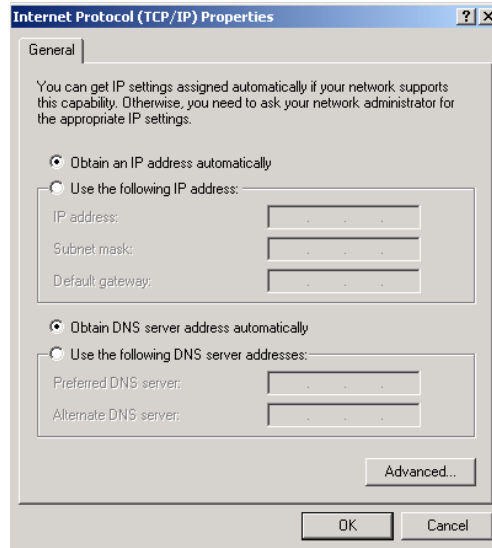 Internet Protocol (TCP/IP) Properties
General
You can get IP settings assigned automatically if your network supports
this capability. Otherwise, you need to ask your network administrator for
the appropriate IP settings.
Obtain an IP address automatically
Use the following IP address:
IP address:
Subnet mask:
Default gateway:
Obtain DNS server address automatically
Use the following DNS server addresses:
Preferred DNS server:
Alternate DNS server:
Advanced...
OK Cancel